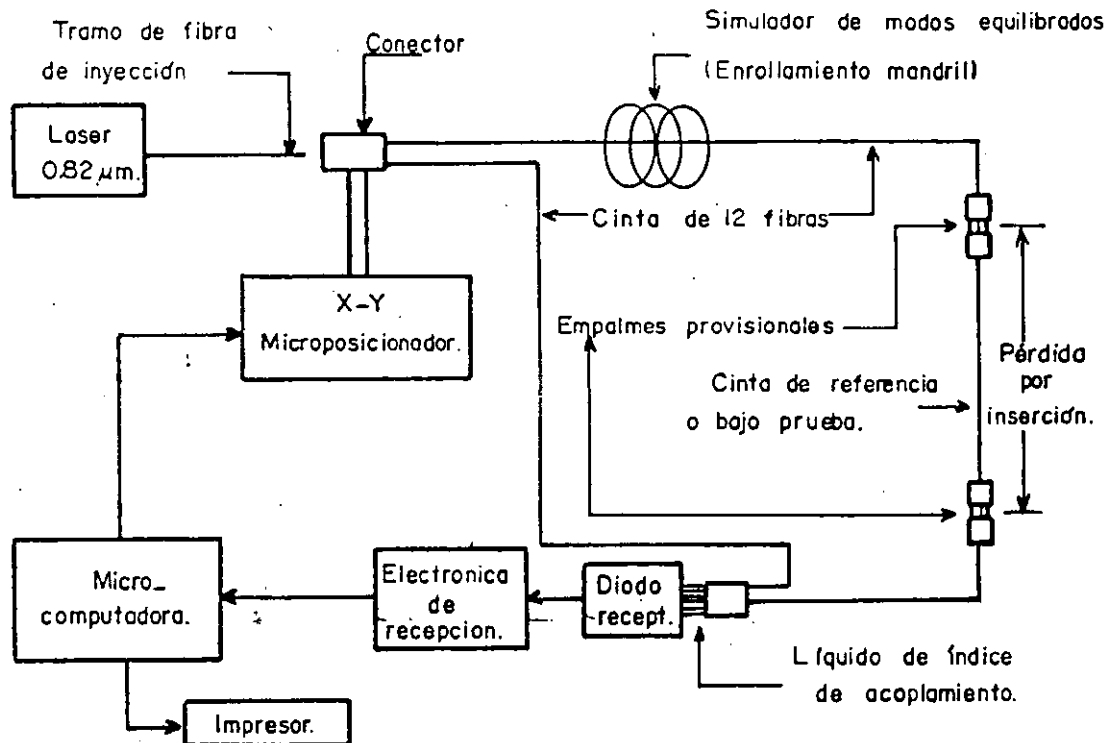 Tramo de fibra
de inyección
Conector
Simulador de modos equilibrados
(Enrollamiento mandril)
Laser
0.82 µm.
Cinta de 12 fibras
X-Y
Microposicionador.
Empalmes provisionales
Cinta de referencia
o bajo prueba.
Pérdida
por
inserción.
Micro_
computadora.
Electronica
de
recepcion.
Diodo
recept.
Líquido de índice
de acoplamiento.
Impresor.